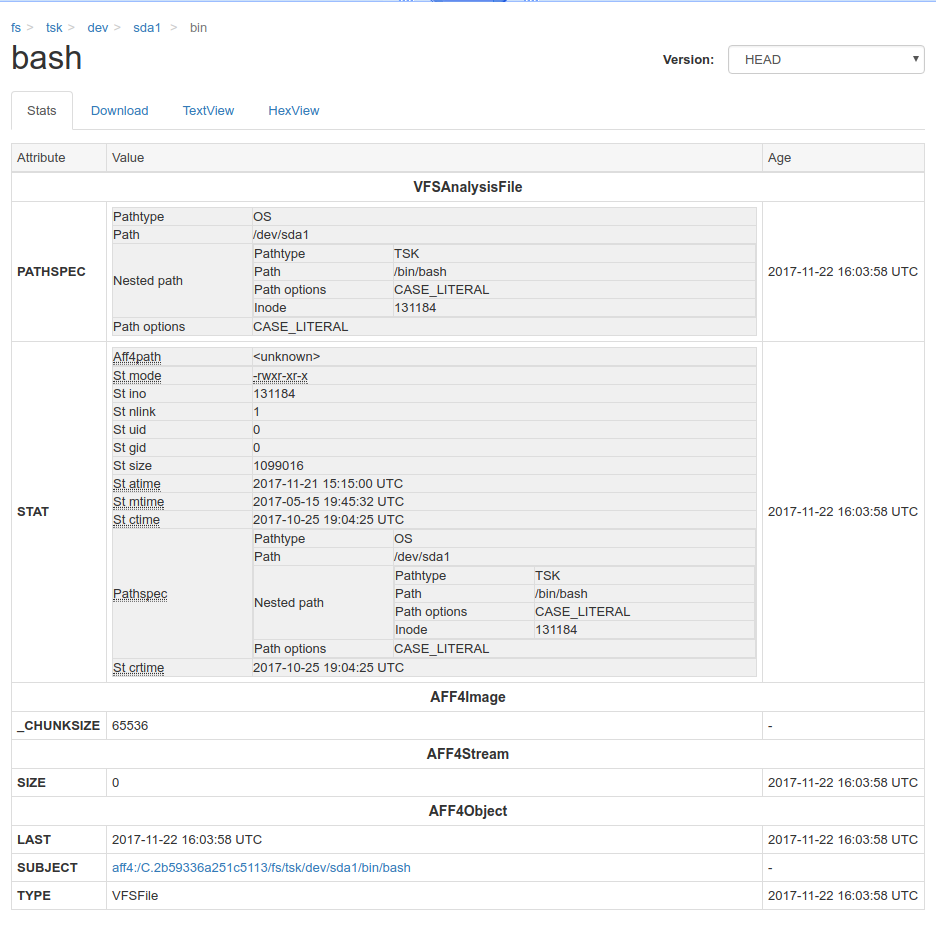 fs > tsk > dev > sda1 > bin
bash
Version: HEAD
Stats Download TextView HexView
Attribute Value Age
VFSAnalysisFile
PATHSPEC 2017-11-22 16:03:58 UTC
Pathtype OS
Path /dev/sda1
Nested path
Pathtype TSK
Path /bin/bash
Path options CASE_LITERAL
Inode 131184
Path options CASE_LITERAL
STAT 2017-11-22 16:03:58 UTC
Aff4path <unknown>
St mode -rwxr-xr-x
St ino 131184
St nlink 1
St uid 0
St gid 0
St size 1099016
St atime 2017-11-21 15:15:00 UTC
St mtime 2017-05-15 19:45:32 UTC
St ctime 2017-10-25 19:04:25 UTC
Pathspec
Pathtype OS
Path /dev/sda1
Nested path
Pathtype TSK
Path /bin/bash
Path options CASE_LITERAL
Inode 131184
Path options CASE_LITERAL
St crtime 2017-10-25 19:04:25 UTC
AFF4Image
_CHUNKSIZE 65536 -
AFF4Stream
SIZE 0 2017-11-22 16:03:58 UTC
AFF4Object
LAST 2017-11-22 16:03:58 UTC 2017-11-22 16:03:58 UTC
SUBJECT aff4:/C.2b59336a251c5113/fs/tsk/dev/sda1/bin/bash -
TYPE VFSFile 2017-11-22 16:03:58 UTC